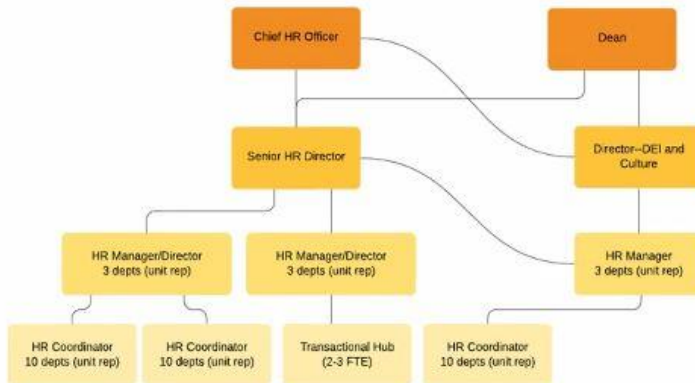 Chief HR Officer
Dean
Senior HR Director
Director--DEI and
Culture
HR Manager/Director
3 depts (unit rep)
HR Manager/Director
3 depts (unit rep)
HR Manager
3 depts (unit rep)
HR Coordinator
10 depts (unit rep)
HR Coordinator
10 depts (unit rep)
Transactional Hub
(2-3 FTE)
HR Coordinator
10 depts (unit rep)